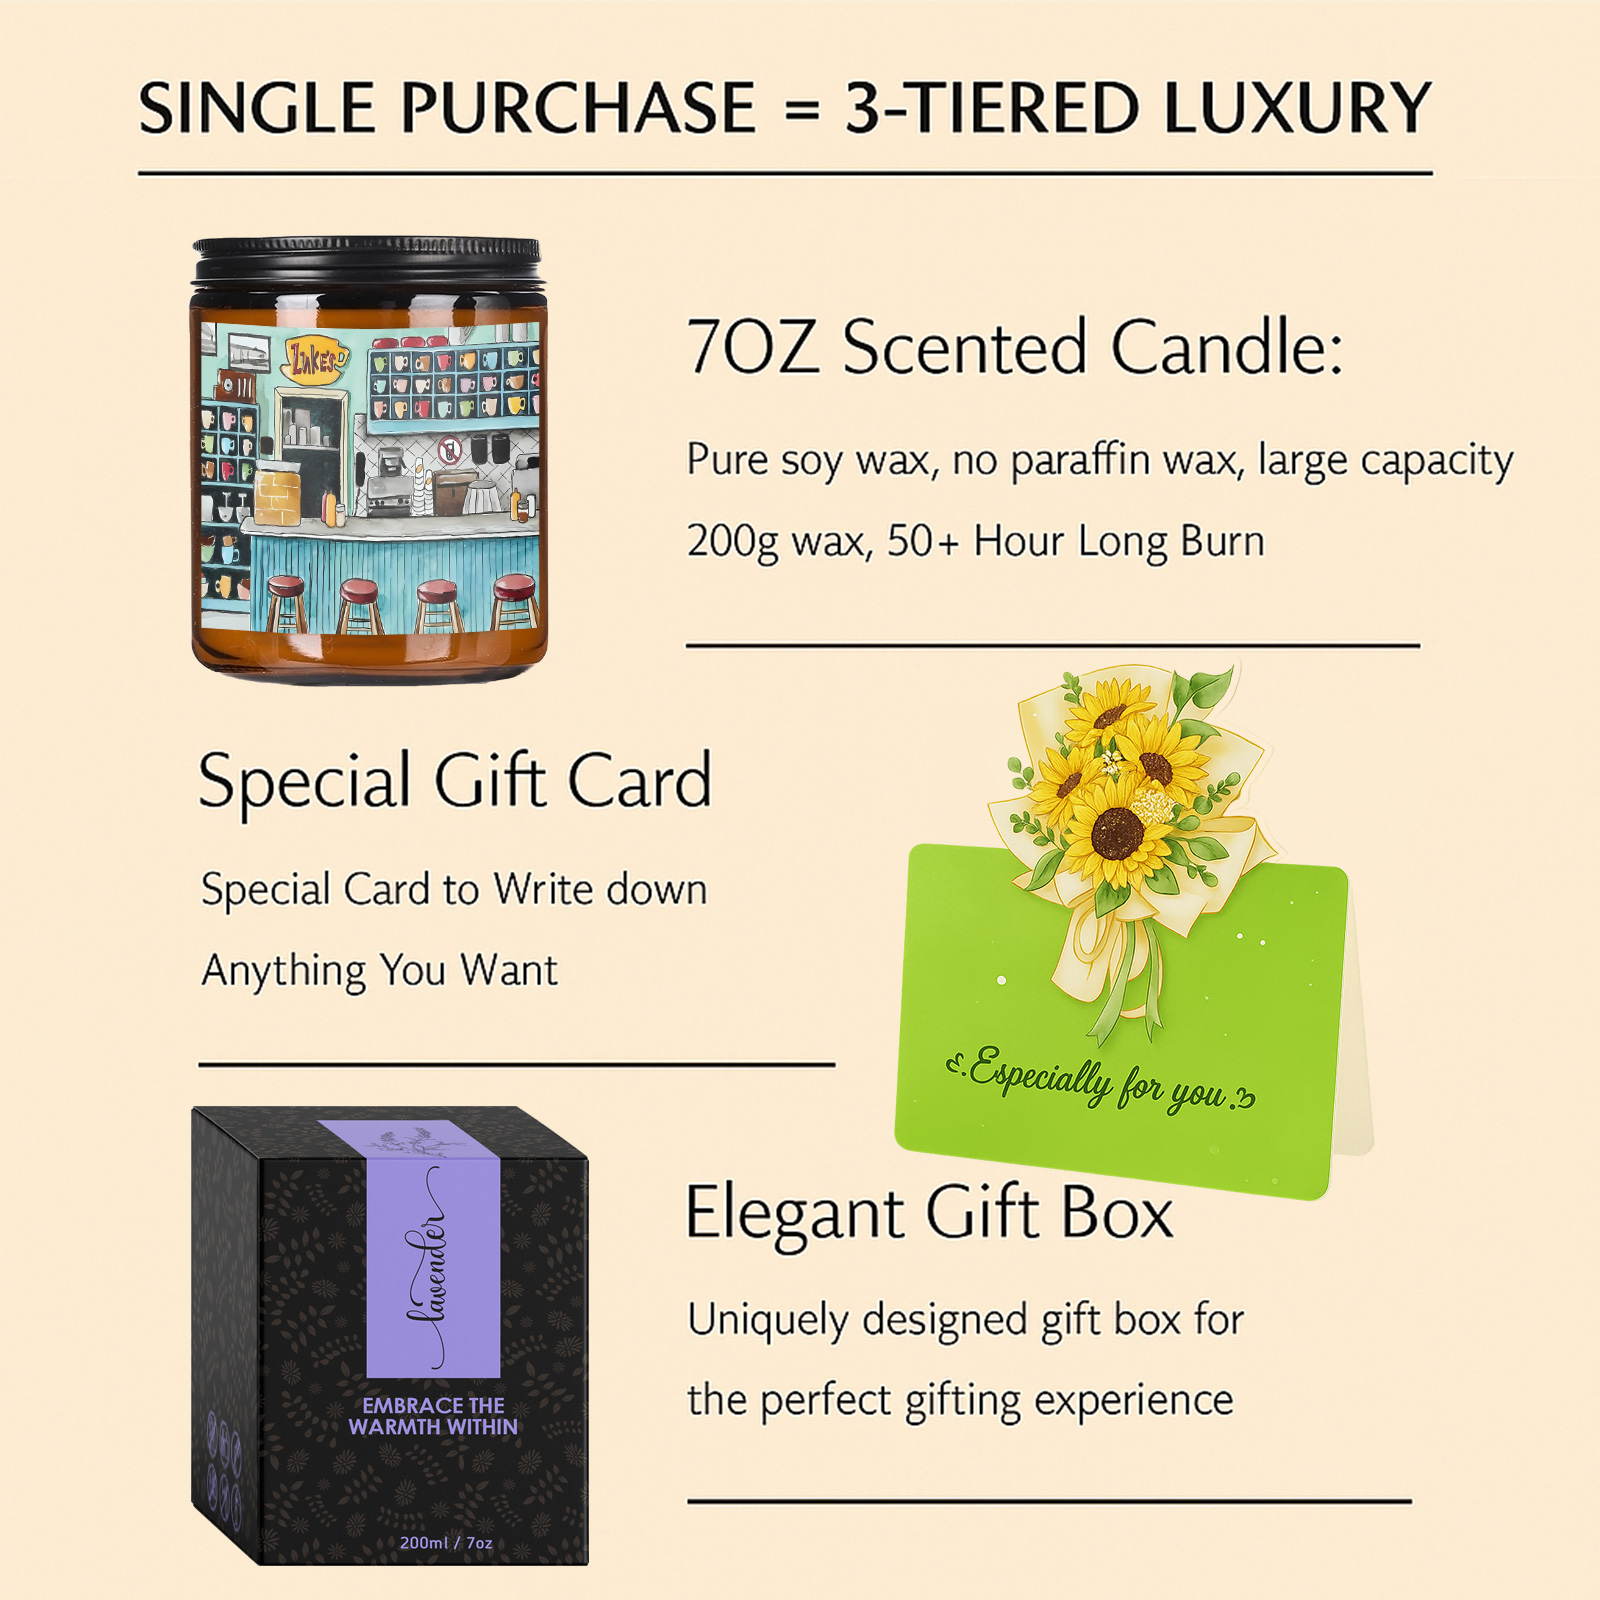 SINGLE PURCHASE = 3-TIERED LUXURY
LUKE'S
7OZ Scented Candle:
Pure soy wax, no paraffin wax, large capacity
200g wax, 50+ Hour Long Burn
Special Gift Card
Special Card to Write down
Anything You Want
Especially for you
lavender
EMBRACE THE
WARMTH WITHIN
200ml / 7oz
Elegant Gift Box
Uniquely designed gift box for
the perfect gifting experience